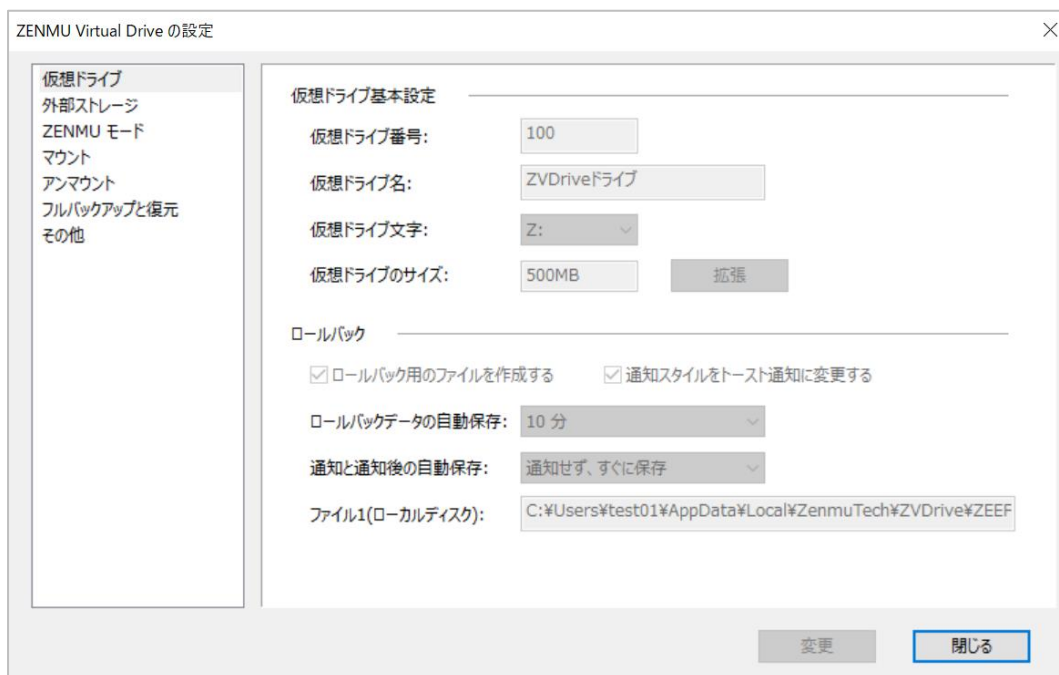 ZENMU Virtual Drive の設定
仮想ドライブ
外部ストレージ
ZENMU モード
マウント
アンマウント
フルバックアップと復元
その他
仮想ドライブ基本設定
仮想ドライブ番号: 100
仮想ドライブ名: ZVDriveドライブ
仮想ドライブ文字: Z:
仮想ドライブのサイズ: 500MB 拡張
ロールバック
ロールバック用のファイルを作成する 通知スタイルをトースト通知に変更する
ロールバックデータの自動保存: 10 分
通知と通知後の自動保存: 通知せず、すぐに保存
ファイル1(ローカルディスク): C:¥Users¥test01¥AppData¥Local¥ZenmuTech¥ZVDrive¥ZEEF
変更 閉じる